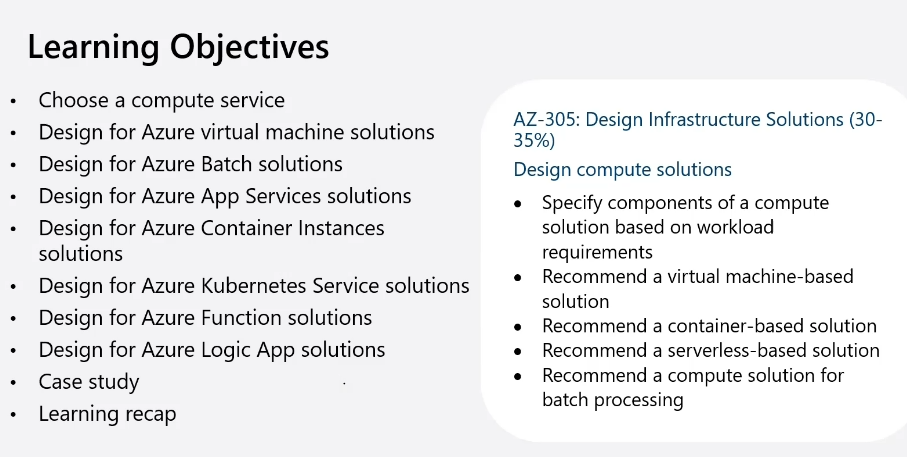 Learning Objectives
• Choose a compute service
• Design for Azure virtual machine solutions
• Design for Azure Batch solutions
• Design for Azure App Services solutions
• Design for Azure Container Instances
solutions
• Design for Azure Kubernetes Service solutions
• Design for Azure Function solutions
• Design for Azure Logic App solutions
• Case study
• Learning recap
AZ-305: Design Infrastructure Solutions (30-
35%)
Design compute solutions
• Specify components of a compute
solution based on workload
requirements
• Recommend a virtual machine-based
solution
• Recommend a container-based solution
• Recommend a serverless-based solution
• Recommend a compute solution for
batch processing